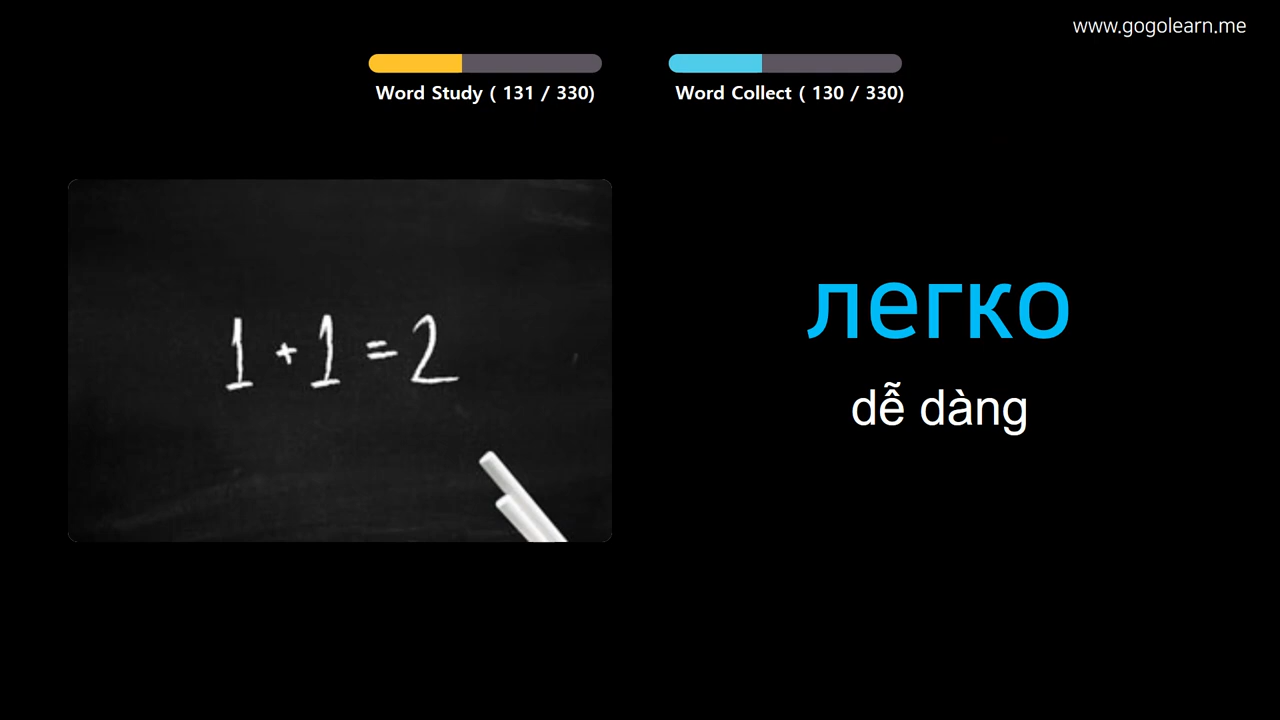 www.gogolearn.me
Word Study ( 131 / 330)
Word Collect ( 130 / 330)
1 + 1 = 2
легко
dễ dàng